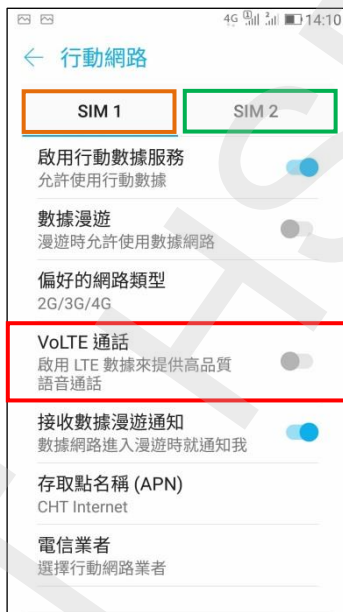 4G 14:10
← 行動網路
SIM 1 SIM 2
啟用行動數據服務
允許使用行動數據
數據漫遊
漫遊時允許使用數據網路
偏好的網路類型
2G/3G/4G
VoLTE 通話
啟用 LTE 數據來提供高品質
語音通話
接收數據漫遊通知
數據網路進入漫遊時就通知我
存取點名稱 (APN)
CHT Internet
電信業者
選擇行動網路業者